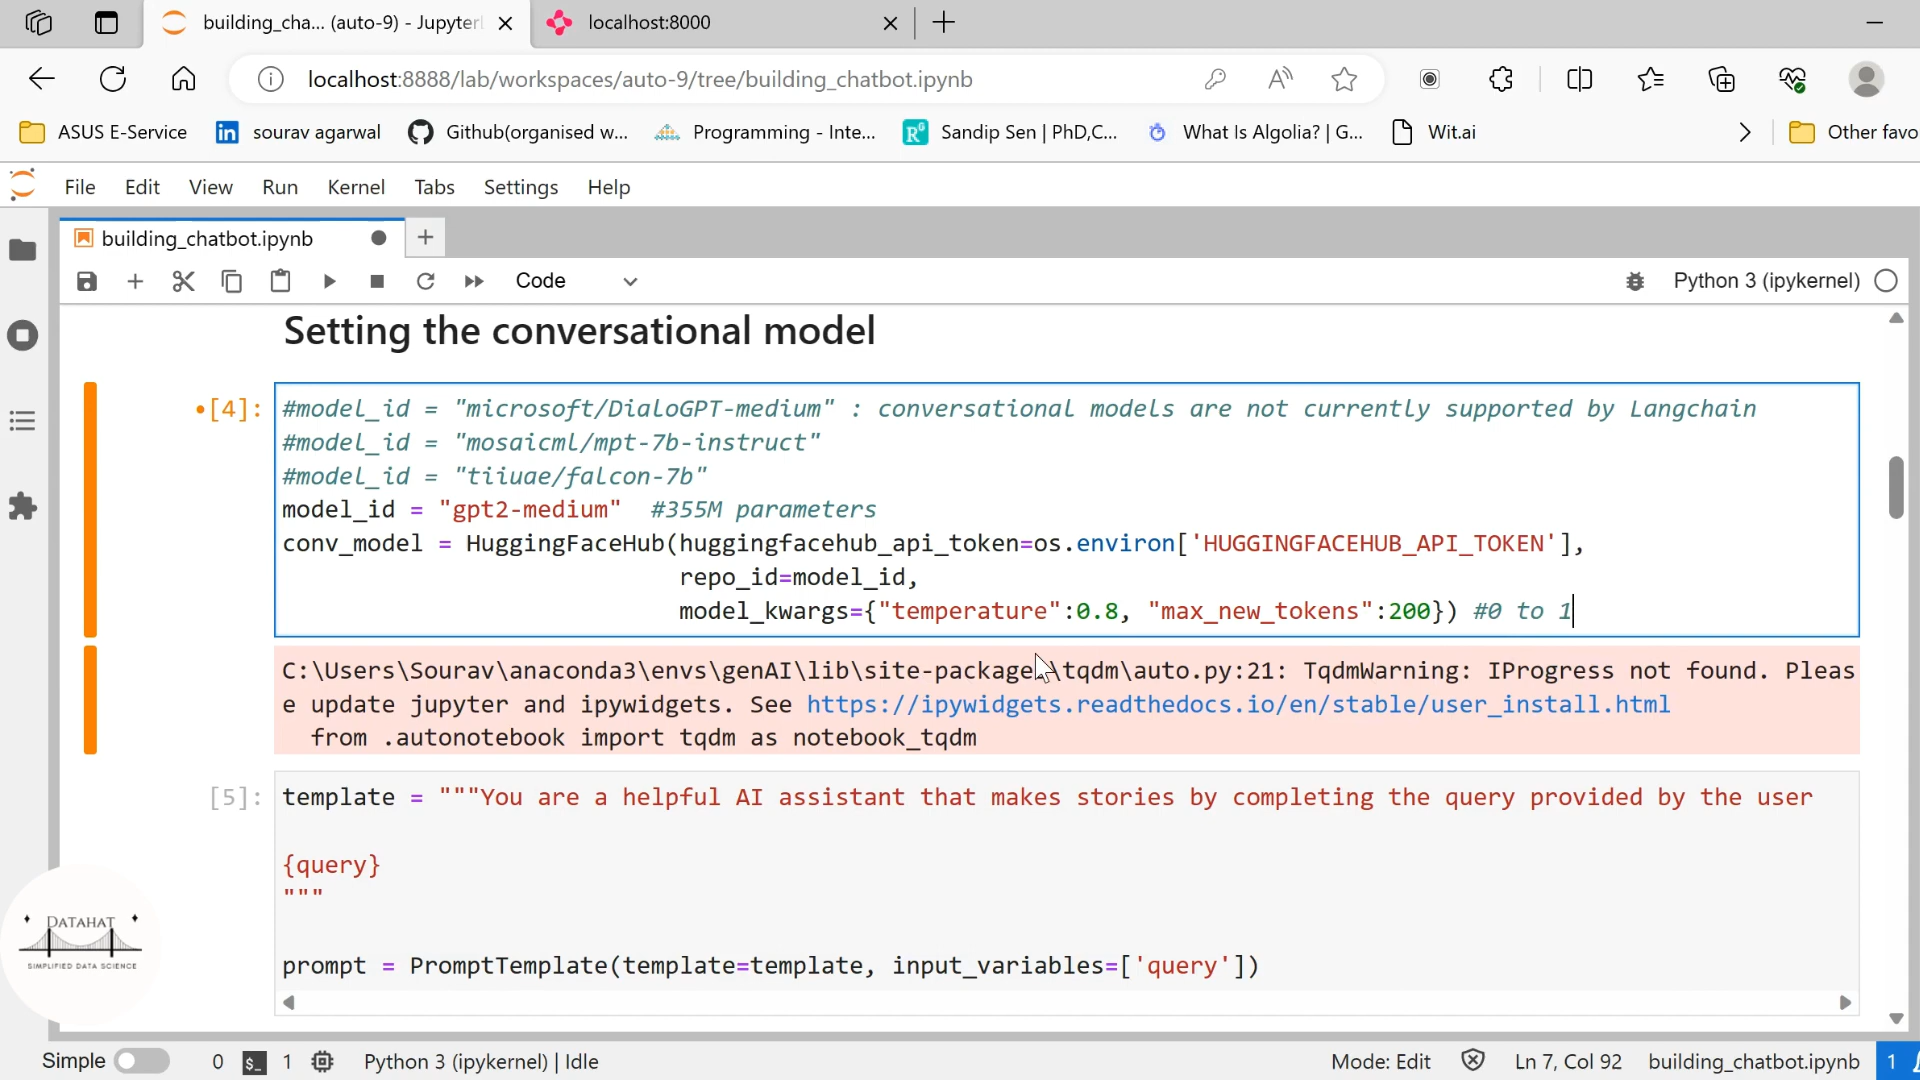 building_cha... (auto-9) - Jupyter
localhost:8000
localhost:8888/lab/workspaces/auto-9/tree/building_chatbot.ipynb
ASUS E-Service
sourav agarwal
Github(organised w...
Programming - Inte...
Sandip Sen | PhD,C...
What Is Algolia? | G...
Wit.ai
Other favo
File Edit View Run Kernel Tabs Settings Help
building_chatbot.ipynb
Code
Python 3 (ipykernel)
Setting the conversational model
[4]:
#model_id = "microsoft/DialoGPT-medium" : conversational models are not currently supported by Langchain
#model_id = "mosaicml/mpt-7b-instruct"
#model_id = "tiiuae/falcon-7b"
model_id = "gpt2-medium" #355M parameters
conv_model = HuggingFaceHub(huggingfacehub_api_token=os.environ['HUGGINGFACEHUB_API_TOKEN'],
repo_id=model_id,
model_kwargs={"temperature":0.8, "max_new_tokens":200}) #0 to 1
C:\Users\Sourav\anaconda3\envs\genAI\lib\site-package\tqdm\auto.py:21: TqdmWarning: IProgress not found. Pleas
e update jupyter and ipywidgets. See https://ipywidgets.readthedocs.io/en/stable/user_install.html
from .autonotebook import tqdm as notebook_tqdm
[5]:
template = """You are a helpful AI assistant that makes stories by completing the query provided by the user
{query}
"""
prompt = PromptTemplate(template=template, input_variables=['query'])
DATAHAT
SIMPLIFIED DATA SCIENCE
Simple
0
1
Python 3 (ipykernel) | Idle
Mode: Edit
Ln 7, Col 92
building_chatbot.ipynb
1